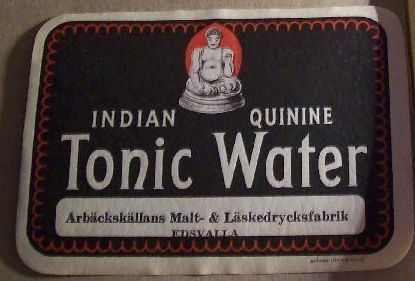 INDIAN QUININE
Tonic Water
Arbäckskällans Malt- & Läskedrycksfabrik
EDSVALLA